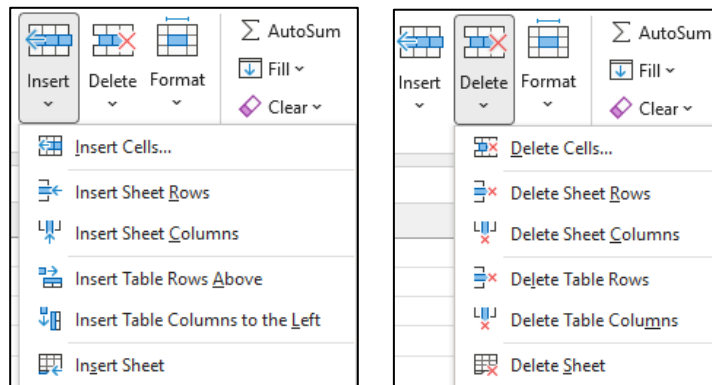 Insert
Delete
Format
AutoSum
Fill
Clear
Insert Cells...
Insert Sheet Rows
Insert Sheet Columns
Insert Table Rows Above
Insert Table Columns to the Left
Insert Sheet
Insert
Delete
Format
AutoSum
Fill
Clear
Delete Cells...
Delete Sheet Rows
Delete Sheet Columns
Delete Table Rows
Delete Table Columns
Delete Sheet